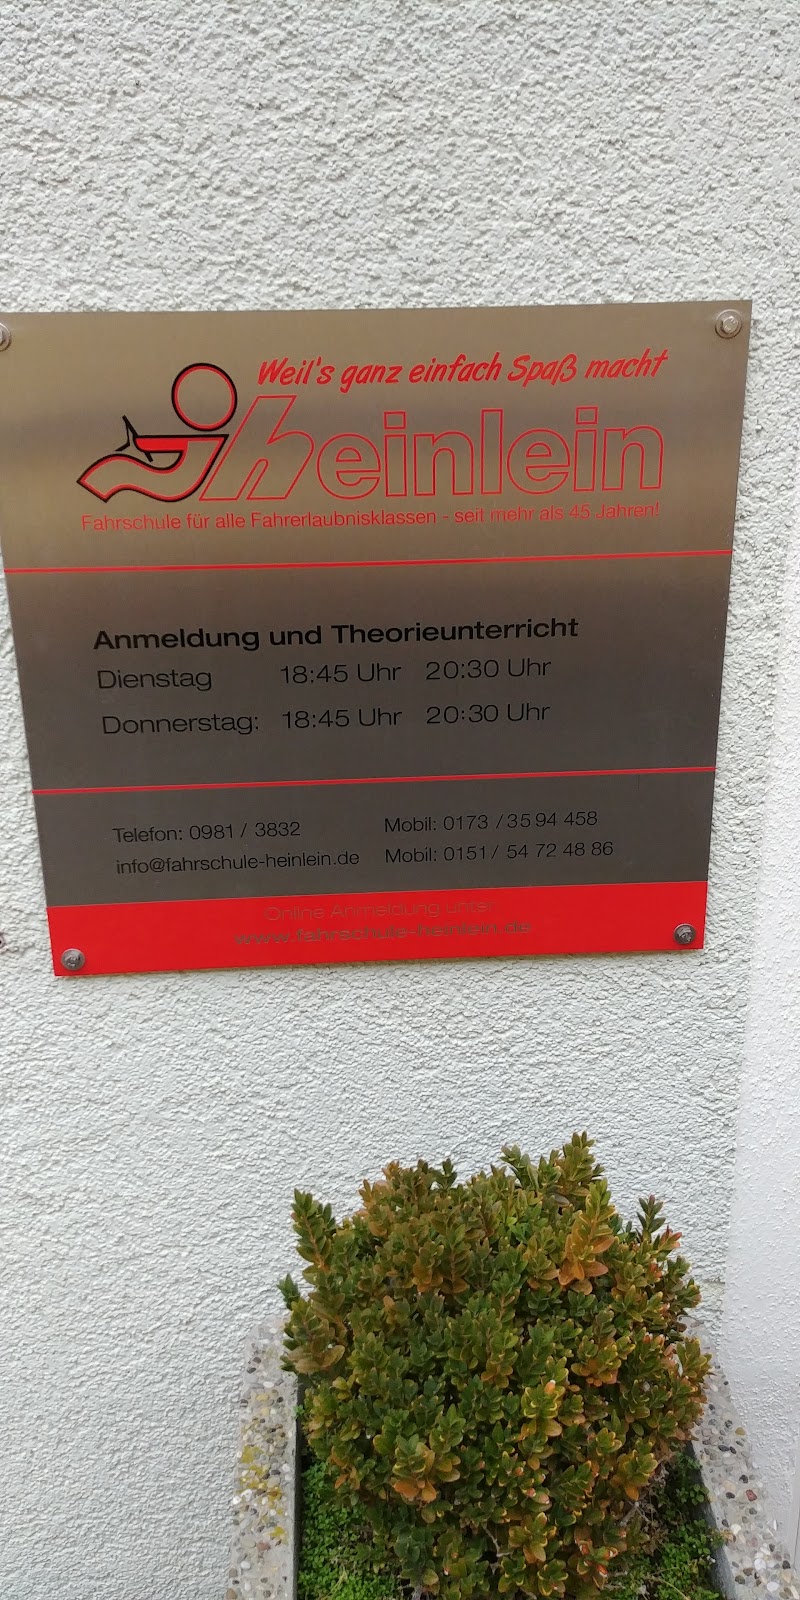 Weil's ganz einfach Spaß macht
heinlein
Fahrschule für alle Fahrerlaubnisklassen - seit mehr als 45 Jahren!
Anmeldung und Theorieunterricht
Dienstag 18:45 Uhr 20:30 Uhr
Donnerstag: 18:45 Uhr 20:30 Uhr
Telefon: 0981 / 3832 Mobil: 0173 / 35 94 458
info@fahrschule-heinlein.de Mobil: 0151 / 54 72 48 86
Online Anmeldung unter
www.fahrschule-heinlein.de